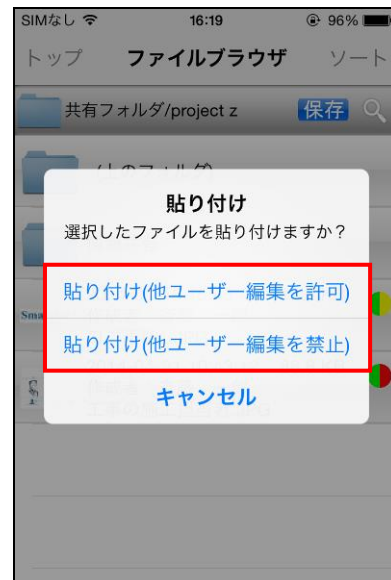 SIMなし 16:19 96%
トップ ファイルブラウザ ソート
共有フォルダ/project z 保存
貼り付け
選択したファイルを貼り付けますか？
貼り付け(他ユーザー編集を許可)
Sma
貼り付け(他ユーザー編集を禁止)
キャンセル